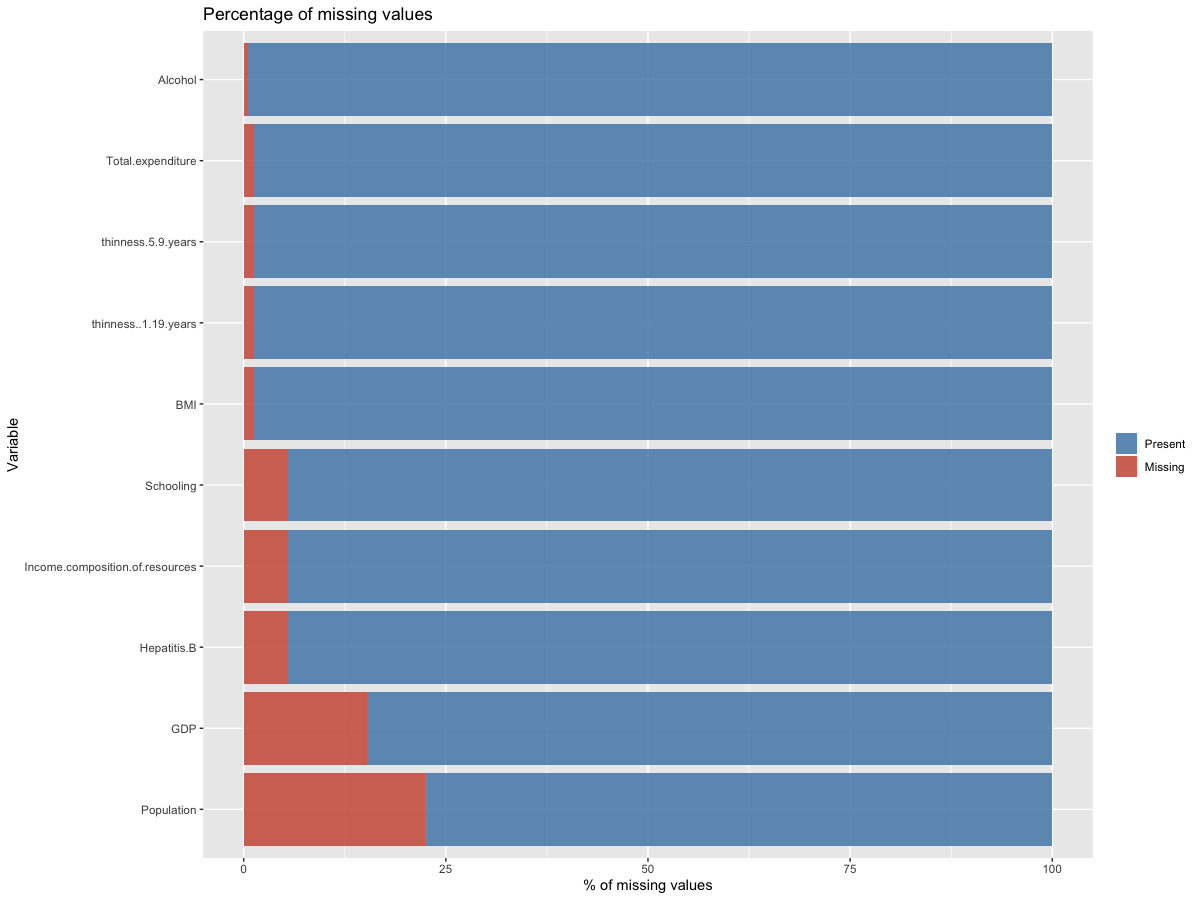 Percentage of missing values
Alcohol
Total.expenditure
thinness.5.9.years
thinness..1.19.years
BMI
Schooling
Income.composition.of.resources
Hepatitis.B
GDP
Population
Variable
0 25 50 75 100
% of missing values
Present
Missing